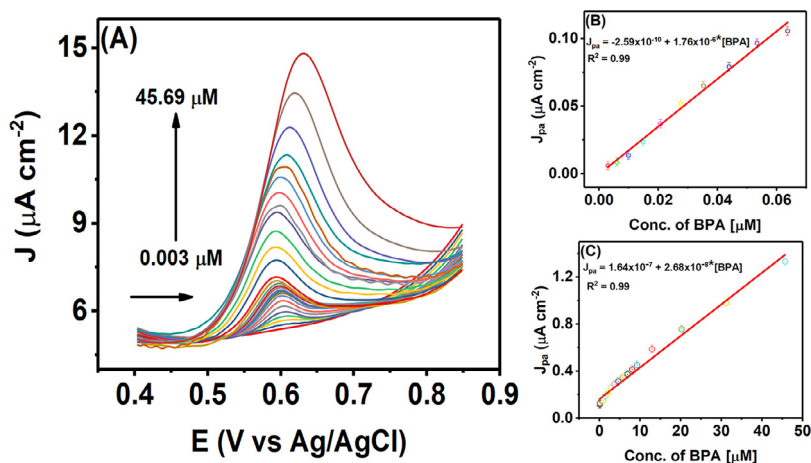 (A)
15
12
9
6
J (μA cm⁻²)
45.69 μM
0.003 μM
0.4 0.5 0.6 0.7 0.8 0.9
E (V vs Ag/AgCl)
(B)
Jpa = -2.59x10⁻¹⁰ + 1.76x10⁻⁶*[BPA]
R² = 0.99
0.10
0.05
0.00
Jpa (μA cm⁻²)
0.00 0.02 0.04 0.06
Conc. of BPA [μM]
(C)
Jpa = 1.64x10⁻⁷ + 2.68x10⁻⁸*[BPA]
R² = 0.99
1.2
0.8
0.4
0.0
Jpa (μA cm⁻²)
0 10 20 30 40 50
Conc. of BPA [μM]